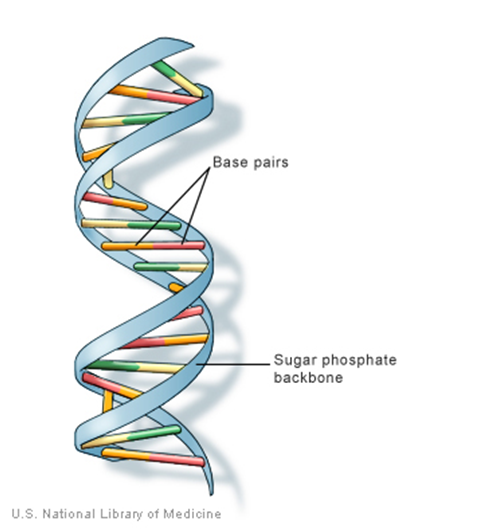 Base pairs
Sugar phosphate
backbone
U.S. National Library of Medicine